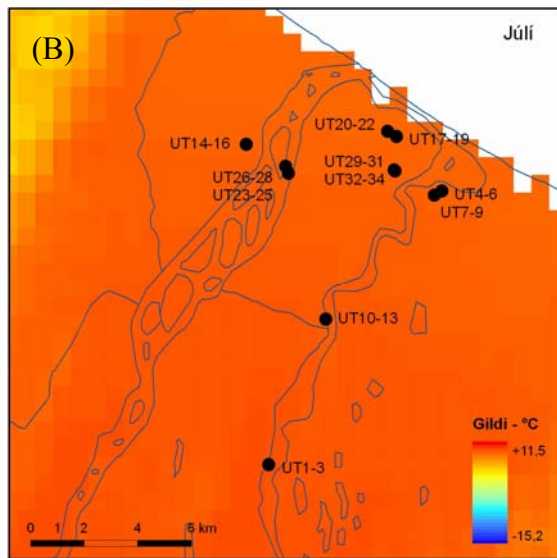 (B)
Júlí
UT20-22
UT17-19
UT14-16
UT29-31
UT26-28
UT32-34
UT23-25
UT4-6
UT7-9
UT10-13
UT1-3
Gildi - ºC
+11,5
-15,2
0 1 2 4 6 km